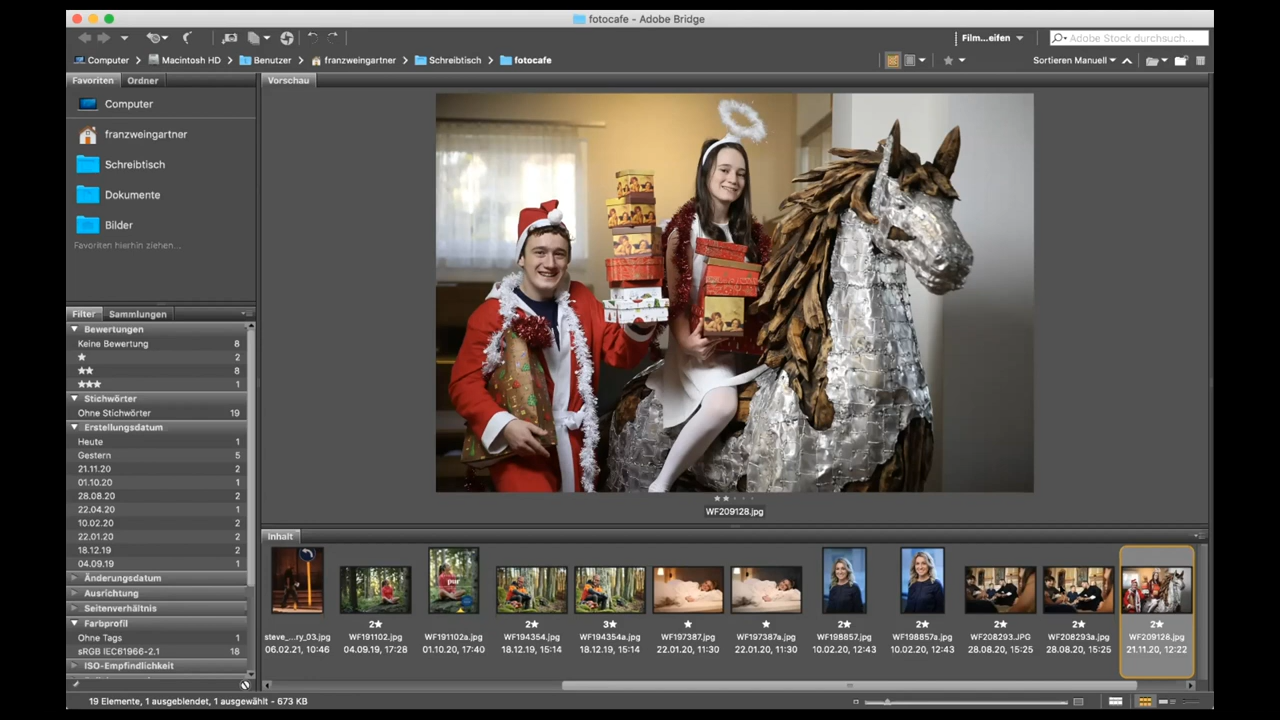 fotocafe - Adobe Bridge
Film...eifen
Adobe Stock durchsuch...
Computer
Macintosh HD
Benutzer
franzweingartner
Schreibtisch
fotocafe
Sortieren Manuell
Favoriten
Ordner
Computer
franzweingartner
Schreibtisch
Dokumente
Bilder
Favoriten hierhin ziehen...
Filter
Sammlungen
Bewertungen
Keine Bewertung 8
★ 2
★★ 8
★★★ 1
Stichwörter
Ohne Stichwörter 19
Erstellungsdatum
Heute 1
Gestern 5
21.11.20 2
01.10.20 1
28.08.20 2
22.04.20 1
10.02.20 2
22.01.20 2
18.12.19 2
04.09.19 1
Änderungsdatum
Ausrichtung
Seitenverhältnis
Farbprofil
Ohne Tags 1
sRGB IEC61966-2.1 18
ISO-Empfindlichkeit
Vorschau
WF209128.jpg
Inhalt
pur
2★ 2★ 3★ ★ ★ 2★ 2★ 2★ 2★ 2★
steve_...ry_03.jpg WF191102.jpg WF191102a.jpg WF194354.jpg WF194354a.jpg WF197387.jpg WF197387a.jpg WF198857.jpg WF198857a.jpg WF208293.JPG WF208293a.jpg WF209128.jpg
06.02.21, 10:46 04.09.19, 17:28 01.10.20, 17:40 18.12.19, 15:14 18.12.19, 15:14 22.01.20, 11:30 22.01.20, 11:30 10.02.20, 12:43 10.02.20, 12:43 28.08.20, 15:25 28.08.20, 15:25 21.11.20, 12:22
19 Elemente, 1 ausgeblendet, 1 ausgewählt - 673 KB